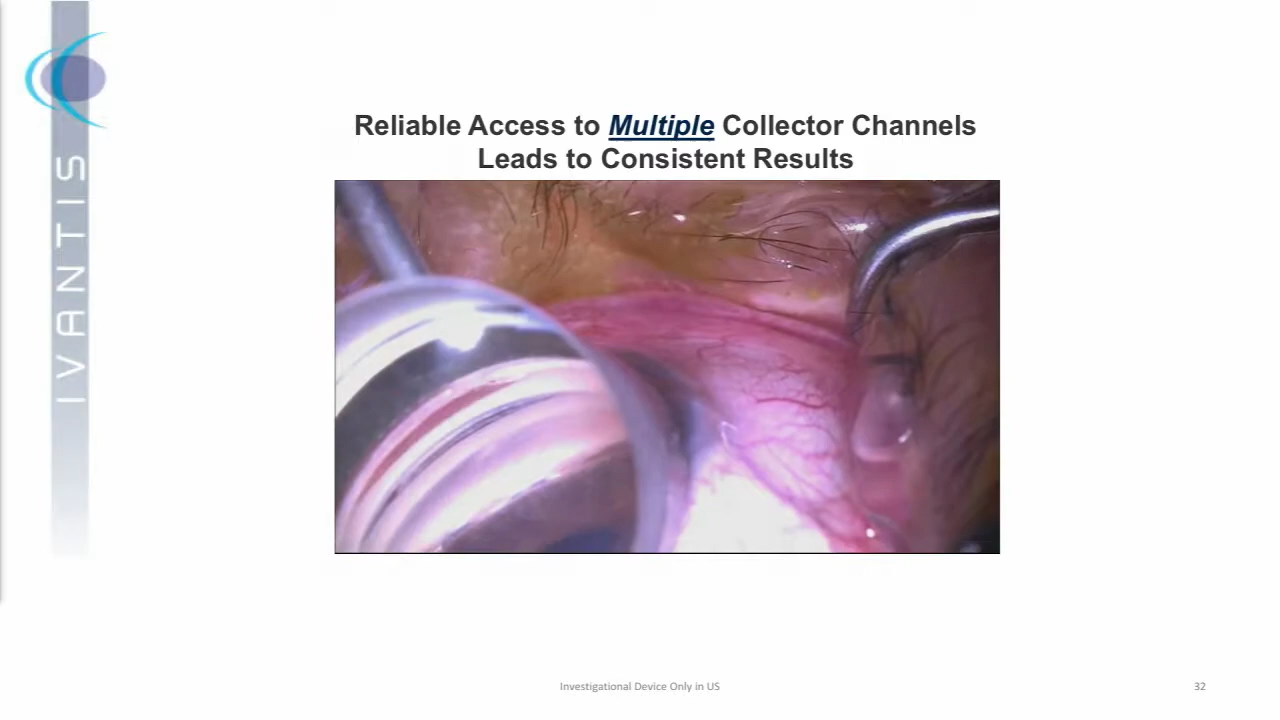 IVANTIS
Reliable Access to Multiple Collector Channels
Leads to Consistent Results
Investigational Device Only in US
32